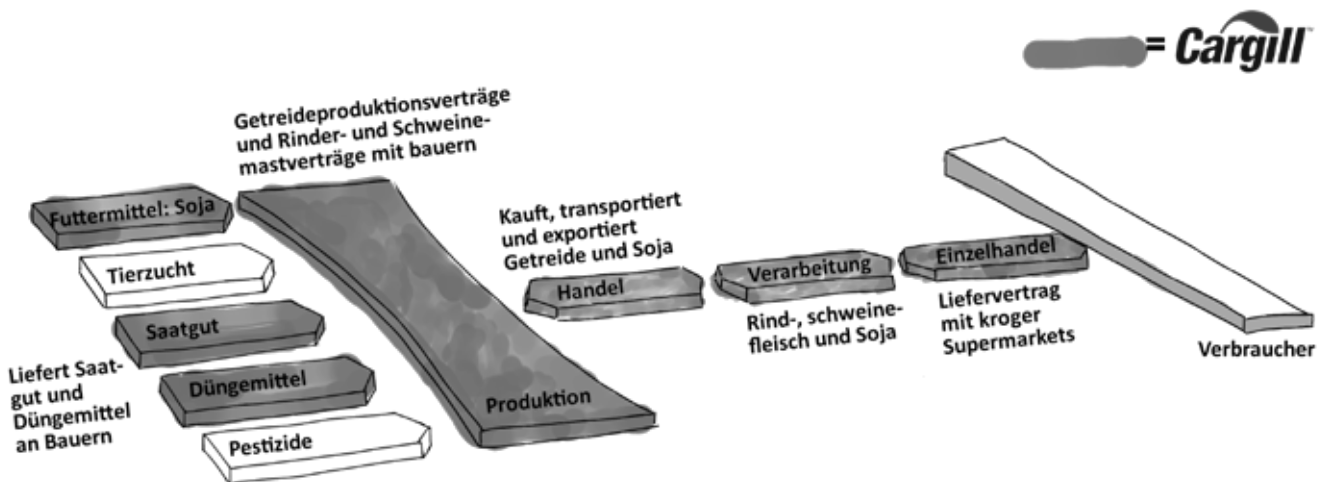 = Cargill™
Getreideproduktionsverträge
und Rinder- und Schweine-
mastverträge mit bauern
Futtermittel: Soja
Tierzucht
Saatgut
Düngemittel
Pestizide
Liefert Saat-
gut und
Düngemittel
an Bauern
Produktion
Kauft, transportiert
und exportiert
Getreide und Soja
Handel
Verarbeitung
Rind-, schweine-
fleisch und Soja
Einzelhandel
Liefervertrag
mit kroger
Supermarkets
Verbraucher